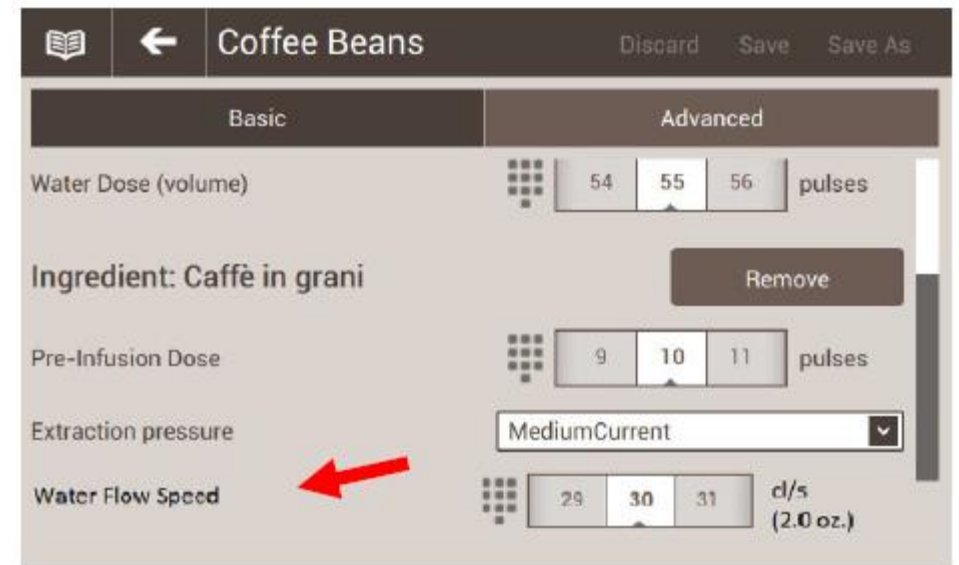 Coffee Beans Discard Save Save As
Basic Advanced
Water Dose (volume) 54 55 56 pulses
Ingredient: Caffè in grani Remove
Pre-Infusion Dose 9 10 11 pulses
Extraction pressure MediumCurrent
Water Flow Speed 29 30 31 cl/s
(2.0 oz.)